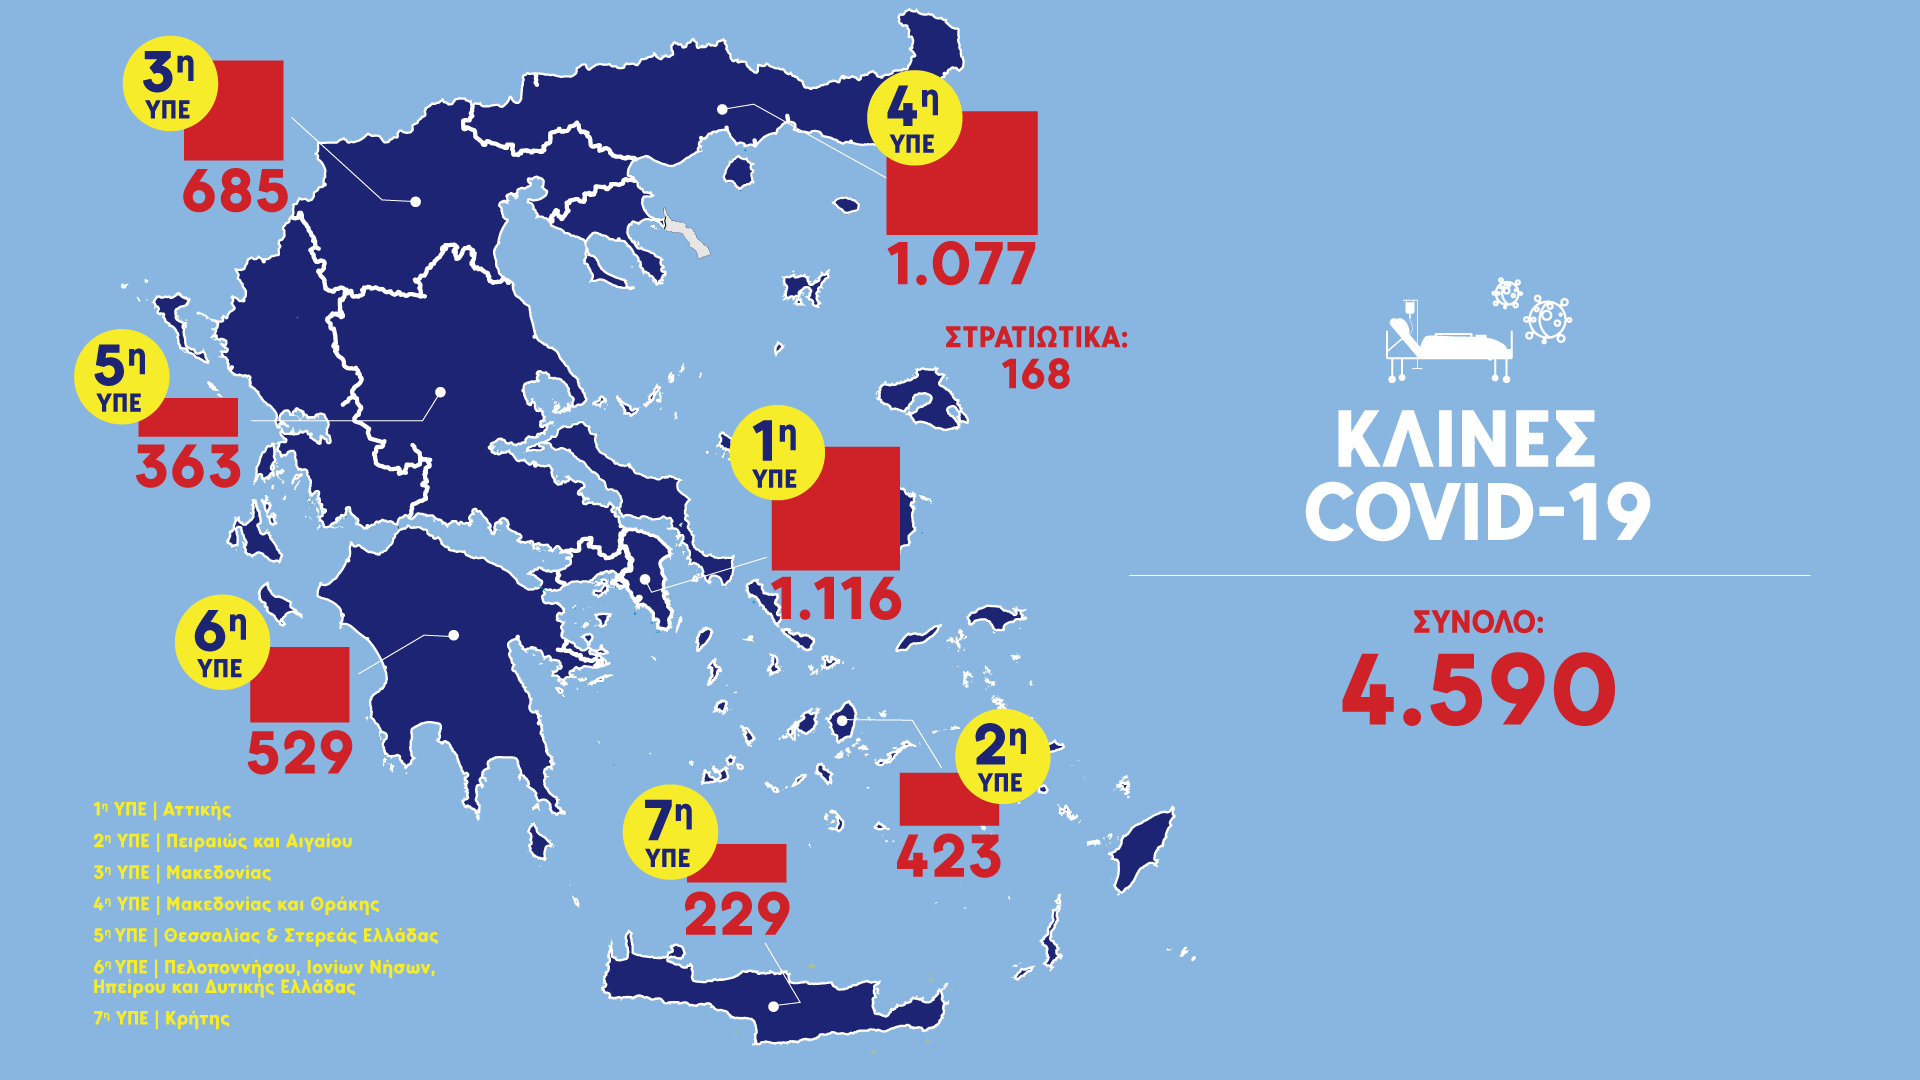 3η
ΥΠΕ
685
4η
ΥΠΕ
1.077
ΣΤΡΑΤΙΩΤΙΚΑ:
168
5η
ΥΠΕ
363
1η
ΥΠΕ
1.116
6η
ΥΠΕ
529
2η
ΥΠΕ
423
7η
ΥΠΕ
229
1η ΥΠΕ | Αττικής
2η ΥΠΕ | Πειραιώς και Αιγαίου
3η ΥΠΕ | Μακεδονίας
4η ΥΠΕ | Μακεδονίας και Θράκης
5η ΥΠΕ | Θεσσαλίας & Στερεάς Ελλάδας
6η ΥΠΕ | Πελοποννήσου, Ιονίων Νήσων,
Ηπείρου και Δυτικής Ελλάδας
7η ΥΠΕ | Κρήτης
ΚΛΙΝΕΣ
COVID-19
ΣΥΝΟΛΟ:
4.590